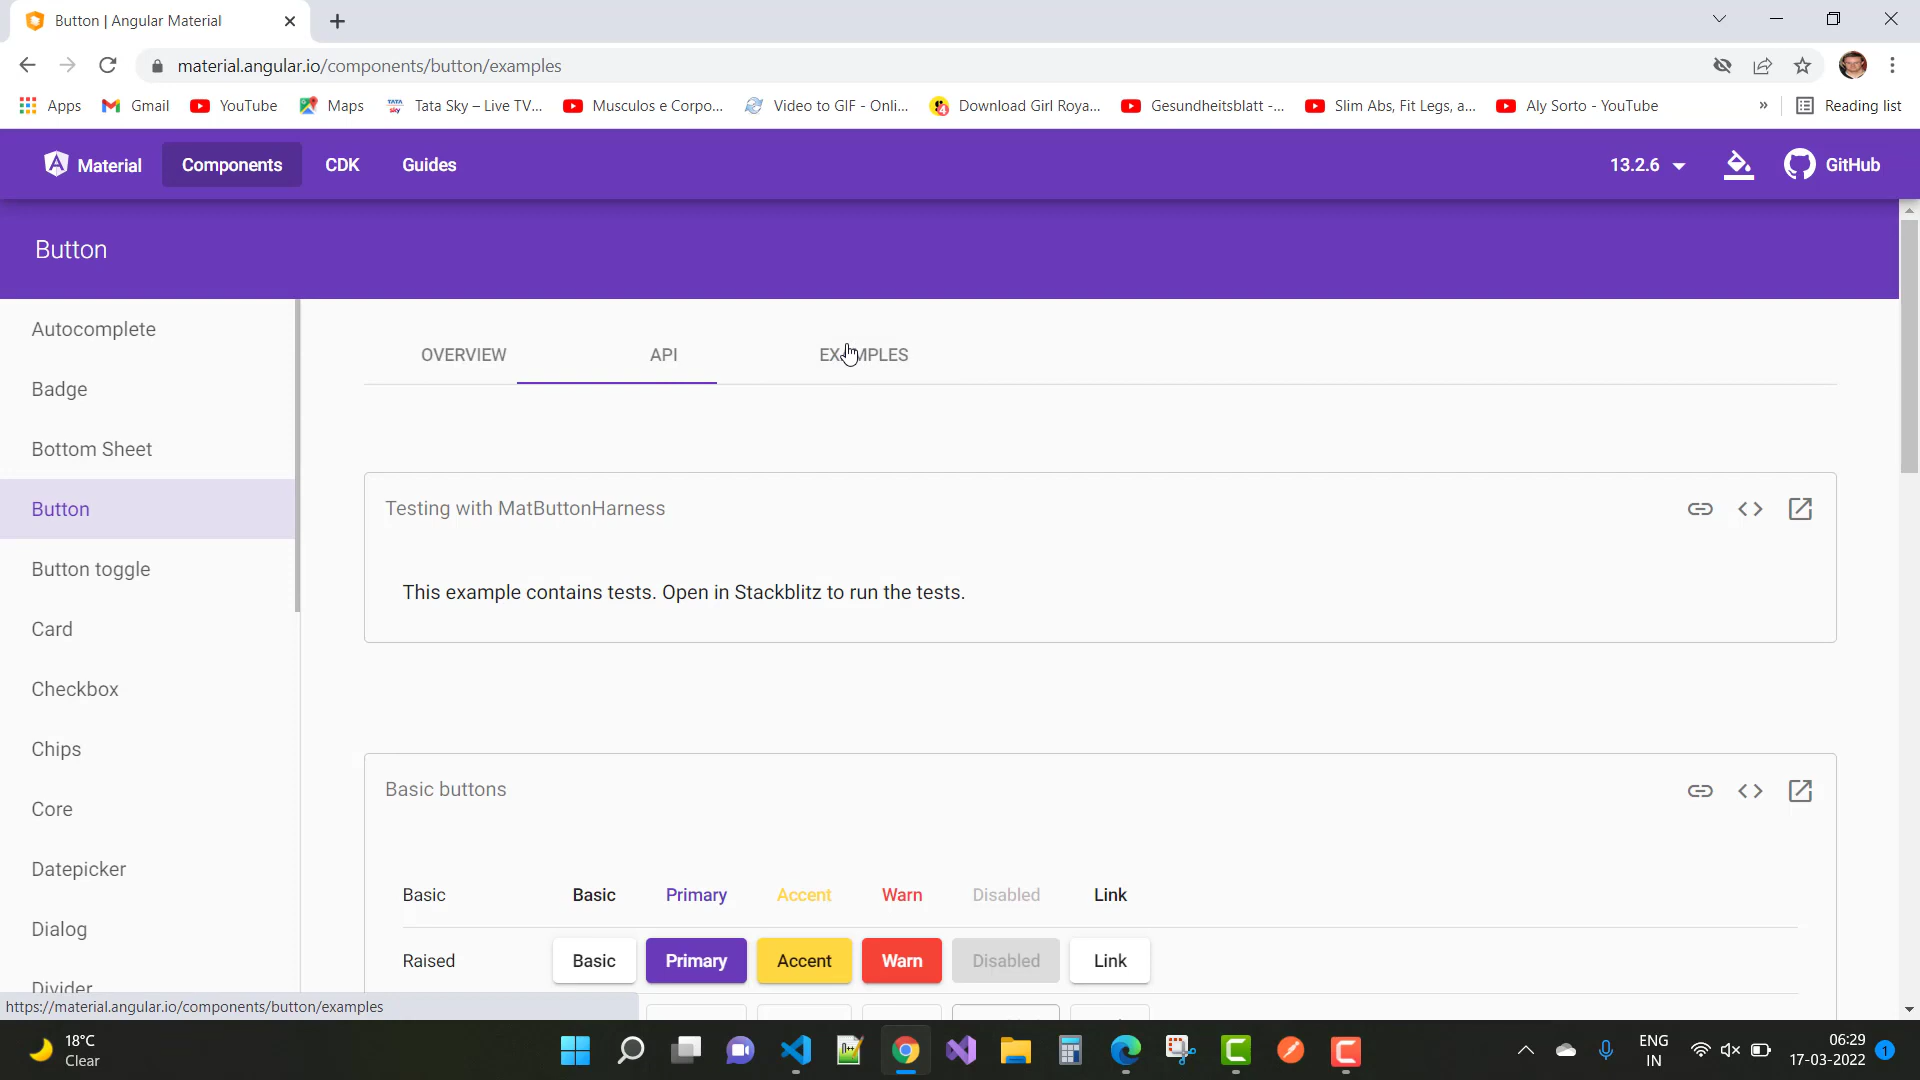 Button | Angular Material
material.angular.io/components/button/examples
Apps
Gmail
YouTube
Maps
Tata Sky – Live TV...
Musculos e Corpo...
Video to GIF - Onli...
Download Girl Roya...
Gesundheitsblatt -...
Slim Abs, Fit Legs, a...
Aly Sorto - YouTube
»
Reading list
Material
Components
CDK
Guides
13.2.6
GitHub
Button
Autocomplete
Badge
Bottom Sheet
Button
Button toggle
Card
Checkbox
Chips
Core
Datepicker
Dialog
Divider
OVERVIEW
API
EXAMPLES
Testing with MatButtonHarness
This example contains tests. Open in Stackblitz to run the tests.
Basic buttons
Basic Basic Primary Accent Warn Disabled Link
Raised Basic Primary Accent Warn Disabled Link
https://material.angular.io/components/button/examples
18°C
Clear
ENG
IN
06:29
17-03-2022
1